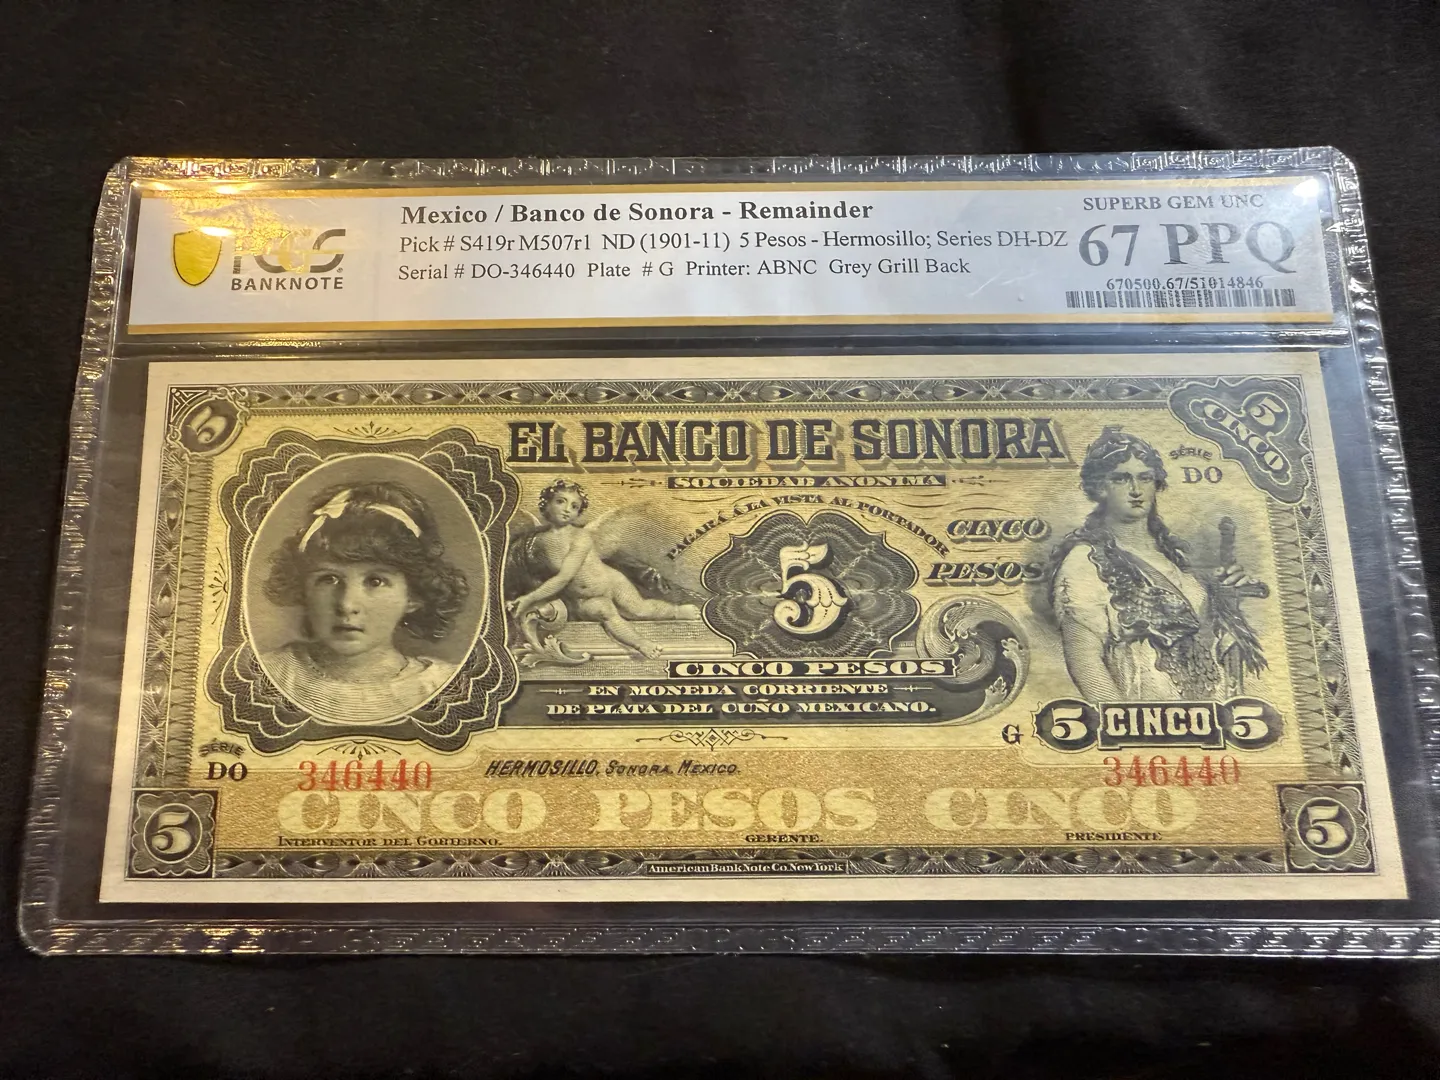 PCGS
BANKNOTE
Mexico / Banco de Sonora - Remainder
Pick # S419r M507r1 ND (1901-11) 5 Pesos - Hermosillo; Series DH-DZ
Serial # DO-346440 Plate # G Printer: ABNC Grey Grill Back
SUPERB GEM UNC
67 PPQ
670500.67/51014846
5
EL BANCO DE SONORA
SOCIEDAD ANONIMA
PAGARÁ Á LA VISTA AL PORTADOR
5
CINCO
PESOS
CINCO PESOS
EN MONEDA CORRIENTE
DE PLATA DEL CUÑO MEXICANO.
SERIE
DO
5
CINCO
G 5 CINCO 5
SERIE
DO 346440
HERMOSILLO, SONORA, MEXICO.
346440
CINCO PESOS CINCO
5
INTERVENTOR DEL GOBIERNO.
GERENTE.
PRESIDENTE
5
American Bank Note Co. New York